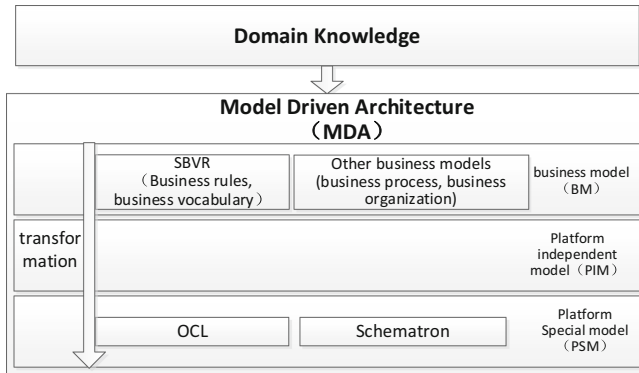 Domain Knowledge
Model Driven Architecture
（MDA）
SBVR
（Business rules,
business vocabulary）
Other business models
(business process, business
organization)
business model
（BM）
transfor
mation
Platform
independent
model（PIM）
OCL
Schematron
Platform
Special model
（PSM）